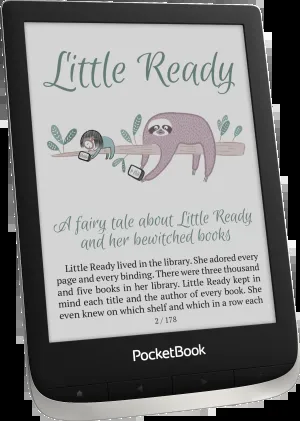 Little Ready
A fairy tale about Little Ready
and her bewitched books
Little Ready lived in the library. She adored every
page and every binding. There were three thousand
and five books in her library. Little Ready kept in
mind each title and the author of every book. She
even knew on which shelf and which in a row each
2 / 178
PocketBook